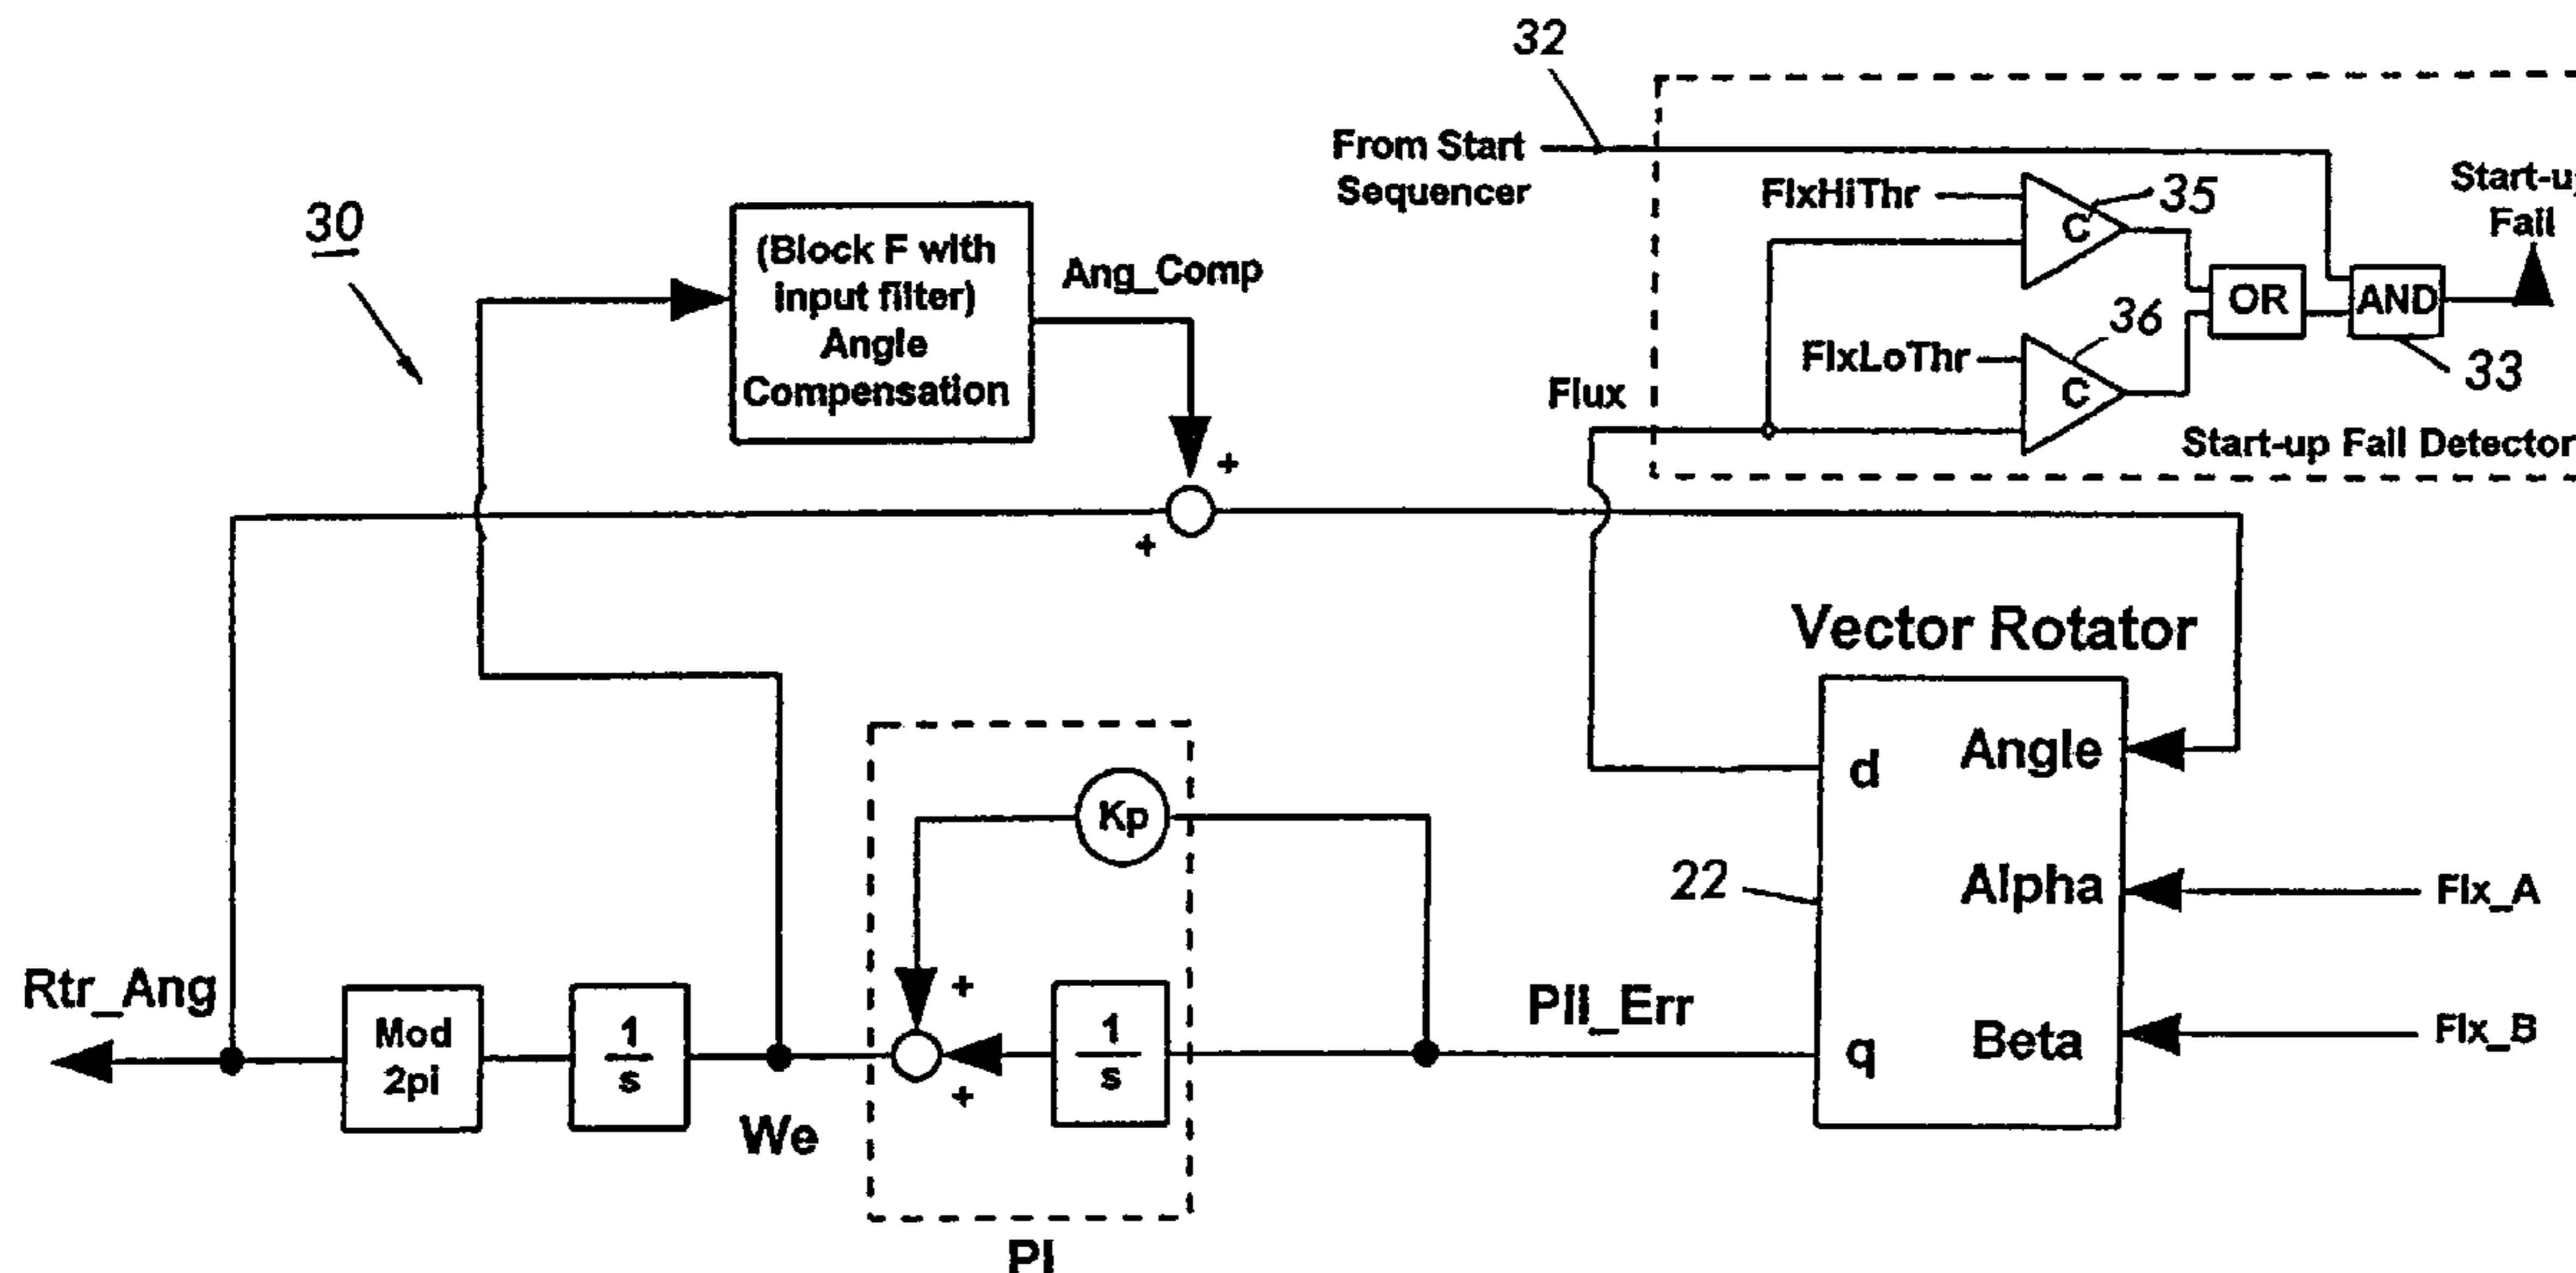 32
From Start
Sequencer
FlxHiThr
C
35
Start-up
Fail
30
(Block F with
input filter)
Angle
Compensation
Ang_Comp
OR
AND
33
FlxLoThr
C
36
Flux
Start-up Fail Detector
+
+
Vector Rotator
d
Angle
22
Alpha
Flx_A
q
Beta
Flx_B
Kp
Rtr_Ang
Mod
2pi
1
s
We
+
+
1
s
Pll_Err
PI